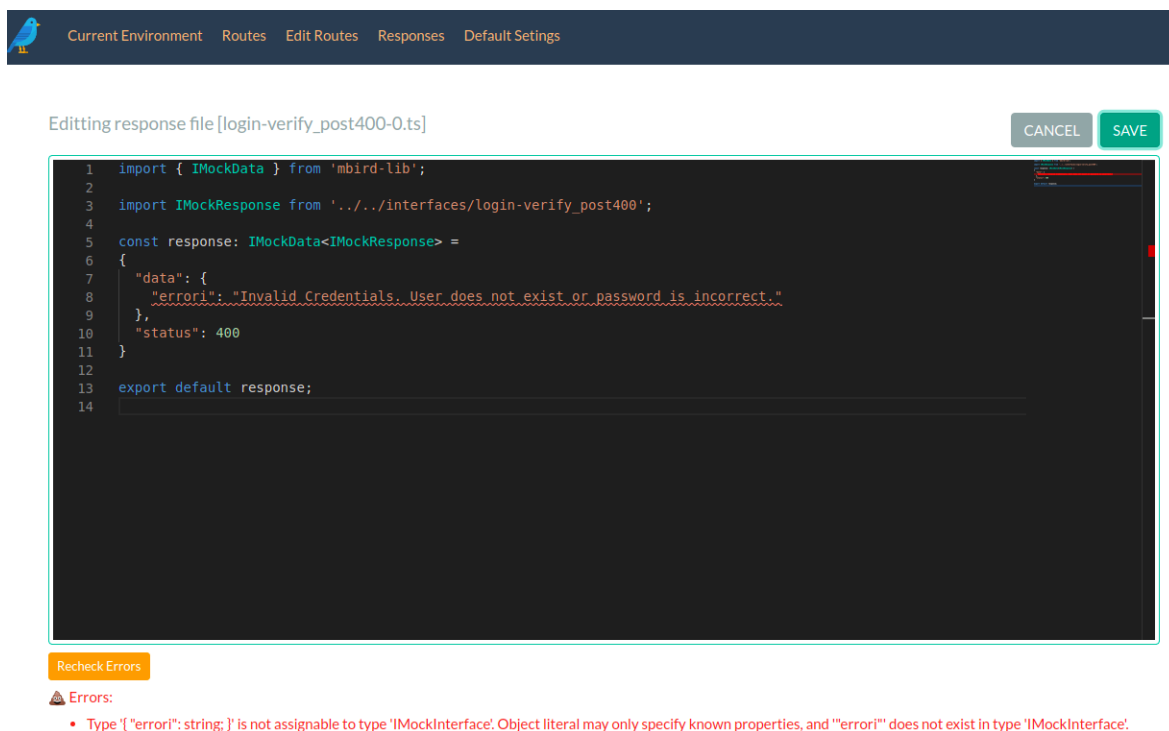 Current Environment Routes Edit Routes Responses Default Setings
Editting response file [login-verify_post400-0.ts]
CANCEL SAVE
1 import { IMockData } from 'mbird-lib';
2
3 import IMockResponse from '../../interfaces/login-verify_post400';
4
5 const response: IMockData<IMockResponse> =
6 {
7 "data": {
8 "errori": "Invalid Credentials. User does not exist or password is incorrect."
9 },
10 "status": 400
11 }
12
13 export default response;
14
Recheck Errors
💩 Errors:
• Type '{ "errori": string; }' is not assignable to type 'IMockInterface'. Object literal may only specify known properties, and '"errori"' does not exist in type 'IMockInterface'.